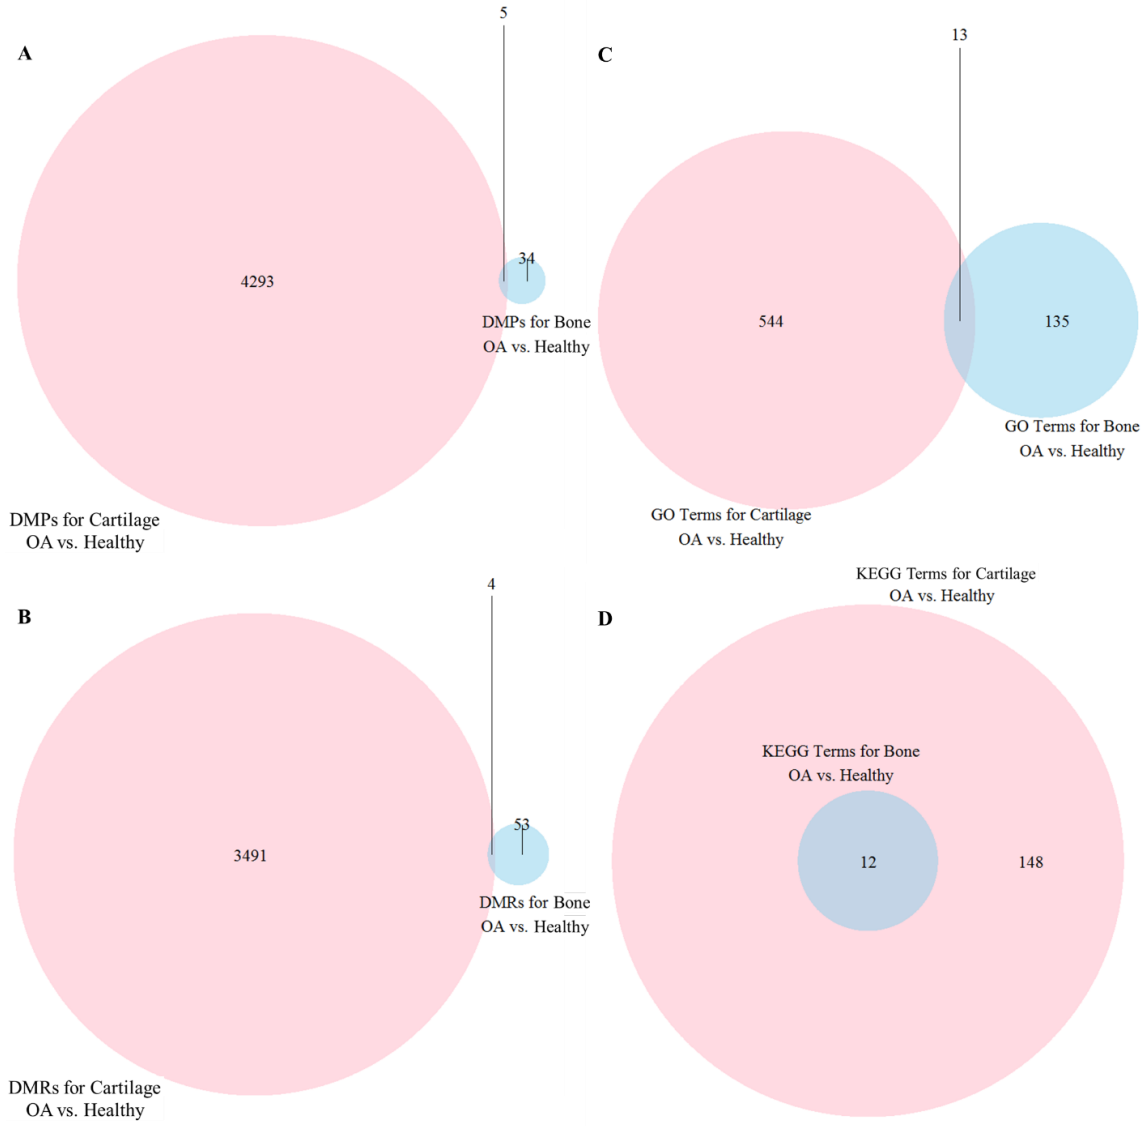 A
5
4293
34
DMPs for Bone
OA vs. Healthy
DMPs for Cartilage
OA vs. Healthy
C
13
544
135
GO Terms for Bone
OA vs. Healthy
GO Terms for Cartilage
OA vs. Healthy
B
4
3491
53
DMRs for Bone
OA vs. Healthy
DMRs for Cartilage
OA vs. Healthy
D
KEGG Terms for Cartilage
OA vs. Healthy
KEGG Terms for Bone
OA vs. Healthy
12
148